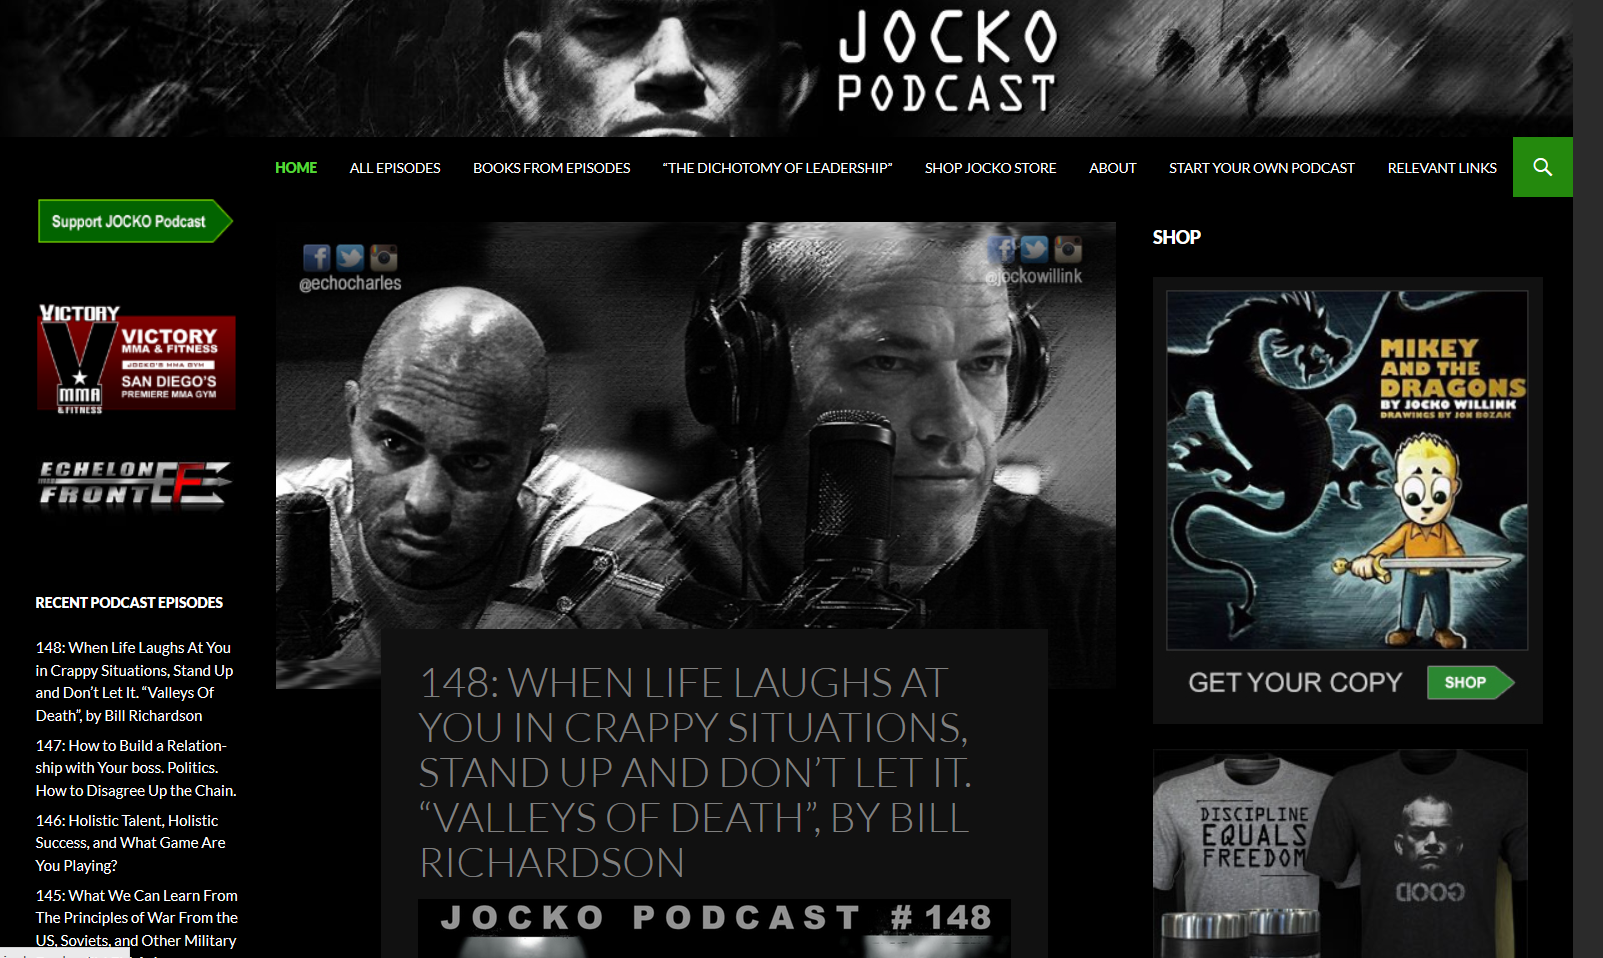 JOCKO
PODCAST
HOME
ALL EPISODES
BOOKS FROM EPISODES
“THE DICHOTOMY OF LEADERSHIP”
SHOP JOCKO STORE
ABOUT
START YOUR OWN PODCAST
RELEVANT LINKS
Support JOCKO Podcast
VICTORY
MMA
& FITNESS
VICTORY
MMA & FITNESS
JOCKO'S MMA GYM
SAN DIEGO'S
PREMIERE MMA GYM
ECHELON
FRONT
RECENT PODCAST EPISODES
148: When Life Laughs At You
in Crappy Situations, Stand Up
and Don’t Let It. “Valleys Of
Death”, by Bill Richardson
147: How to Build a Relation-
ship with Your boss. Politics.
How to Disagree Up the Chain.
146: Holistic Talent, Holistic
Success, and What Game Are
You Playing?
145: What We Can Learn From
The Principles of War From the
US, Soviets, and Other Military
@echocharles
@jockowillink
148: WHEN LIFE LAUGHS AT
YOU IN CRAPPY SITUATIONS,
STAND UP AND DON’T LET IT.
“VALLEYS OF DEATH”, BY BILL
RICHARDSON
JOCKO PODCAST #148
SHOP
MIKEY
AND THE
DRAGONS
BY JOCKO WILLINK
DRAWINGS BY JON BOZAK
GET YOUR COPY
SHOP
DISCIPLINE
EQUALS
FREEDOM
GOOD